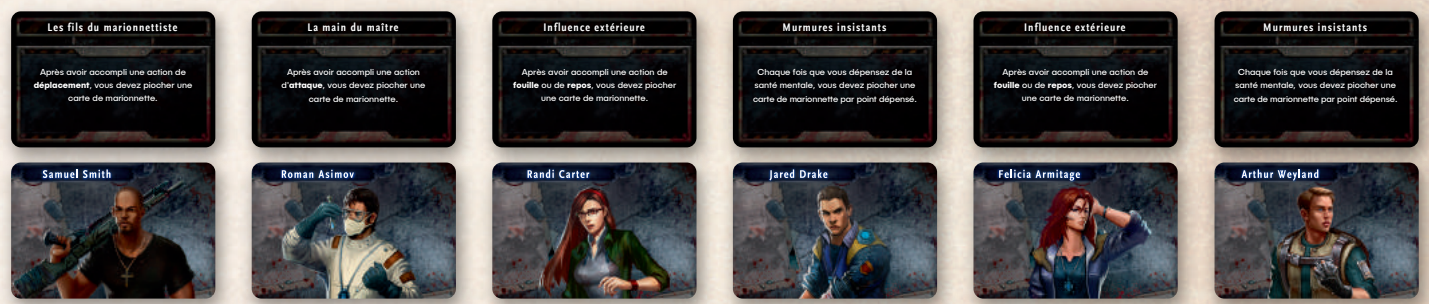 Les fils du marionnettiste
Après avoir accompli une action de
déplacement, vous devez piocher une
carte de marionnette.
La main du maître
Après avoir accompli une action
d'attaque, vous devez piocher une
carte de marionnette.
Influence extérieure
Après avoir accompli une action de
fouille ou de repos, vous devez piocher
une carte de marionnette.
Murmures insistants
Chaque fois que vous dépensez de la
santé mentale, vous devez piocher une
carte de marionnette par point dépensé.
Influence extérieure
Après avoir accompli une action de
fouille ou de repos, vous devez piocher
une carte de marionnette.
Murmures insistants
Chaque fois que vous dépensez de la
santé mentale, vous devez piocher une
carte de marionnette par point dépensé.
Samuel Smith
Roman Asimov
Randi Carter
Jared Drake
Felicia Armitage
Arthur Weyland